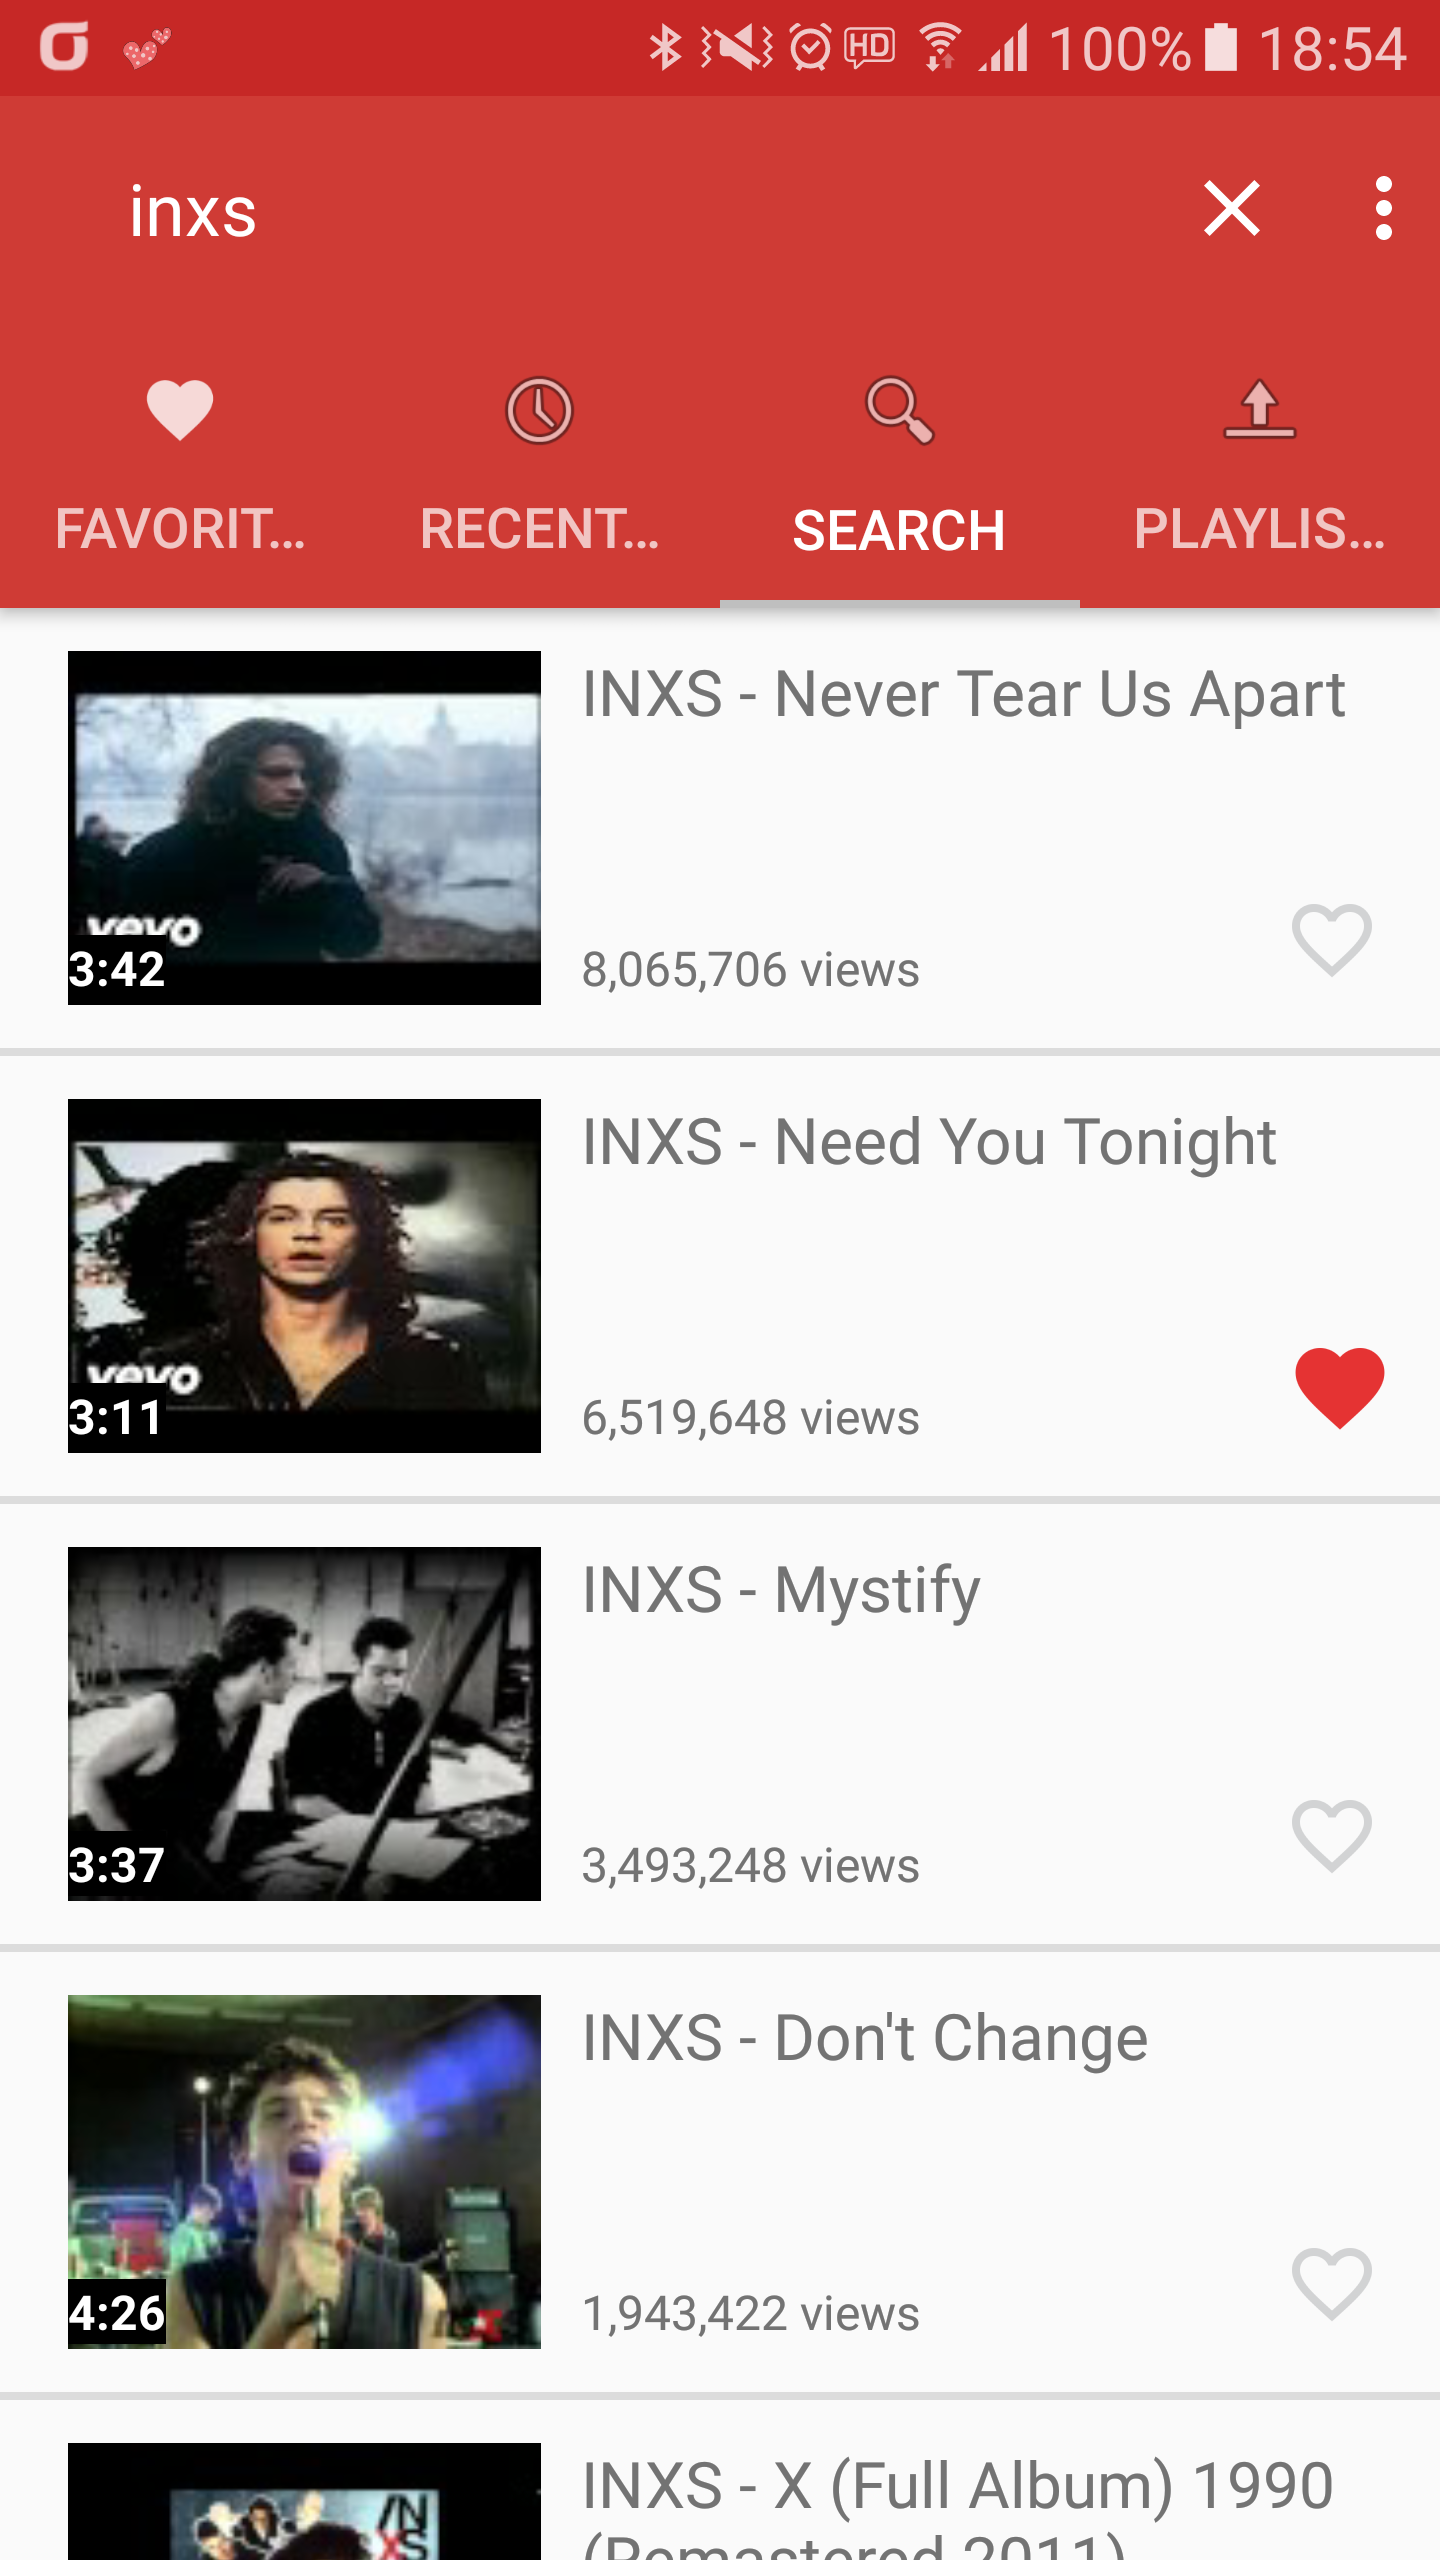 HD 100% 18:54
inxs
FAVORIT... RECENT... SEARCH PLAYLIS...
INXS - Never Tear Us Apart
vevo
3:42
8,065,706 views
INXS - Need You Tonight
vevo
3:11
6,519,648 views
INXS - Mystify
3:37
3,493,248 views
INXS - Don't Change
4:26
1,943,422 views
INXS - X (Full Album) 1990
(Remastered 2011)
INXS